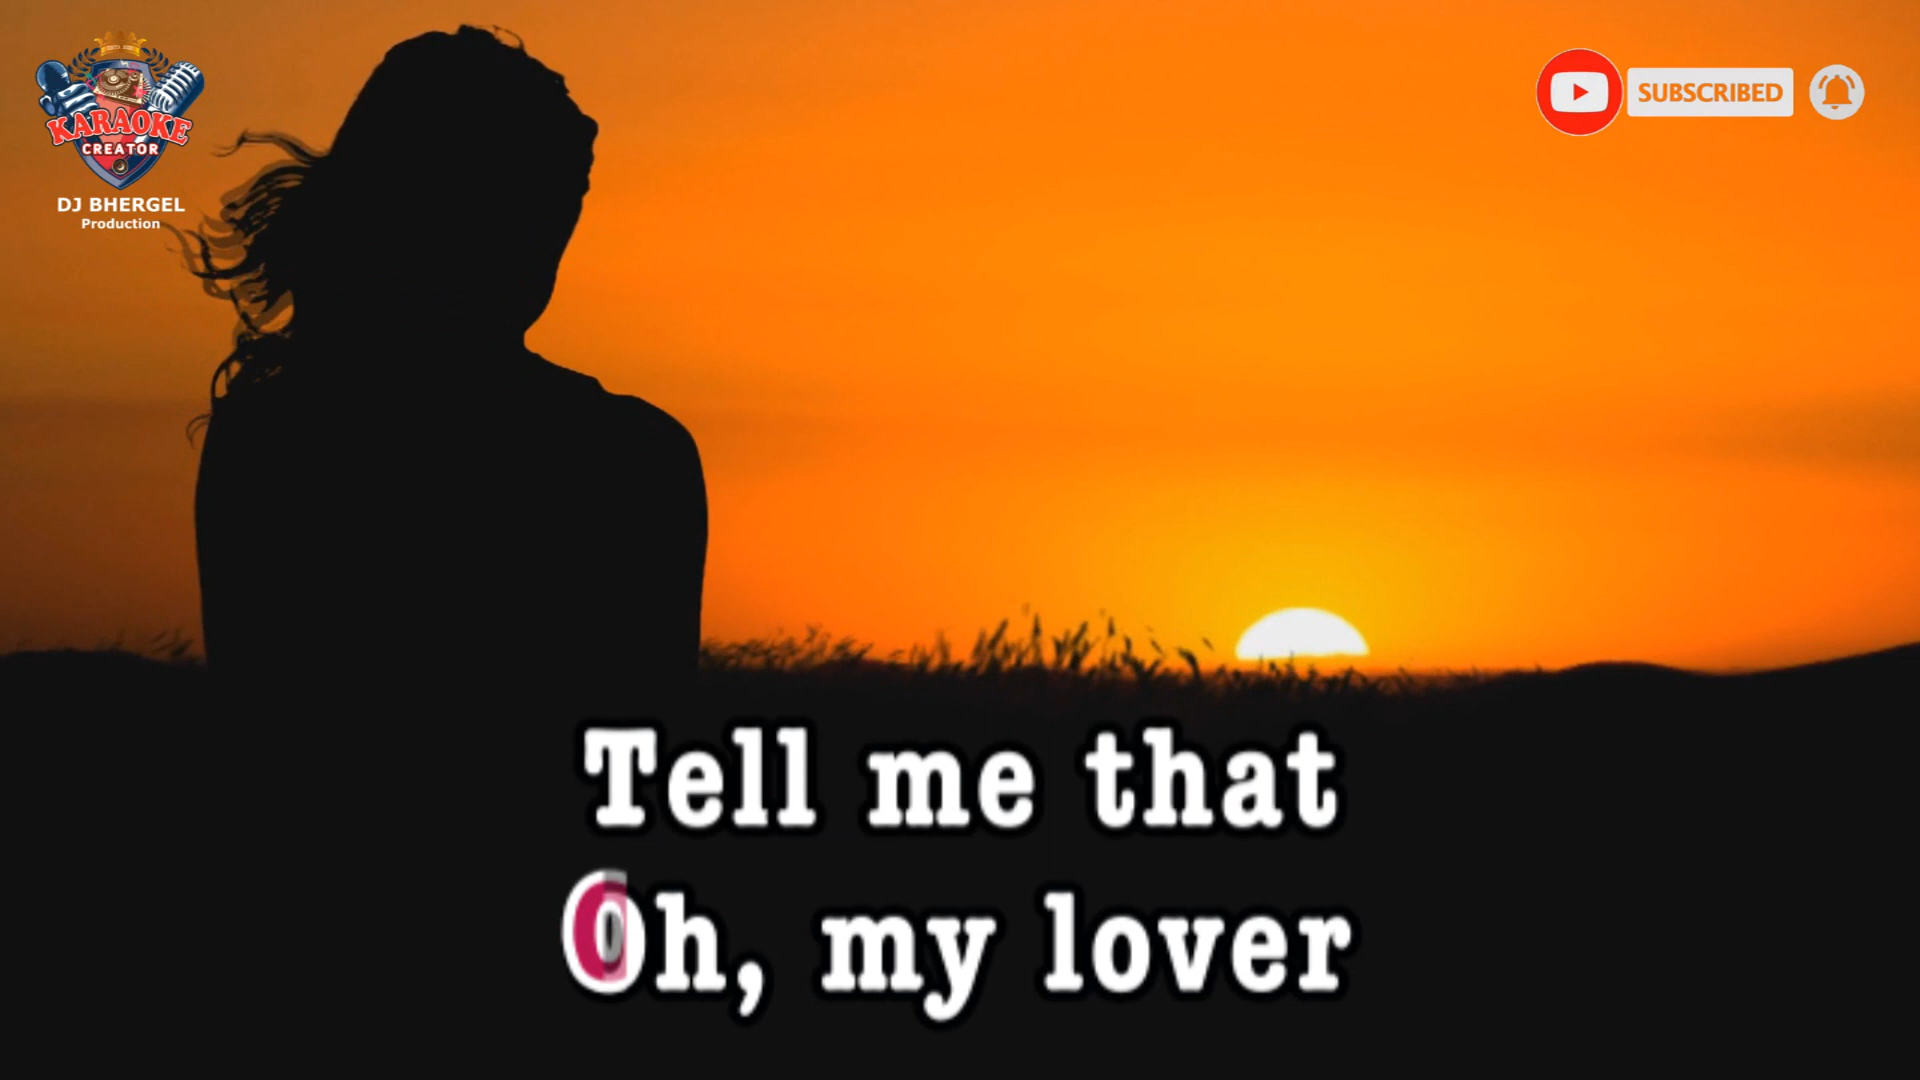 KARAOKE
CREATOR
DJ BHERGEL
Production
SUBSCRIBED
Tell me that
Oh, my lover